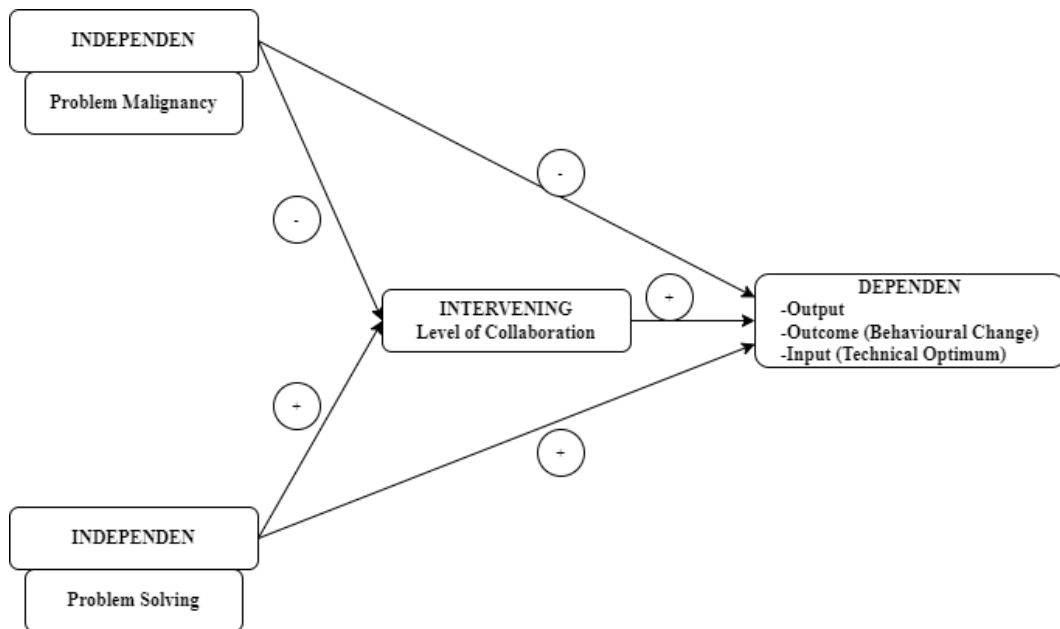 INDEPENDEN
Problem Malignancy
-
-
+
INTERVENING
Level of Collaboration
DEPENDEN
-Output
-Outcome (Behavioural Change)
-Input (Technical Optimum)
+
+
INDEPENDEN
Problem Solving